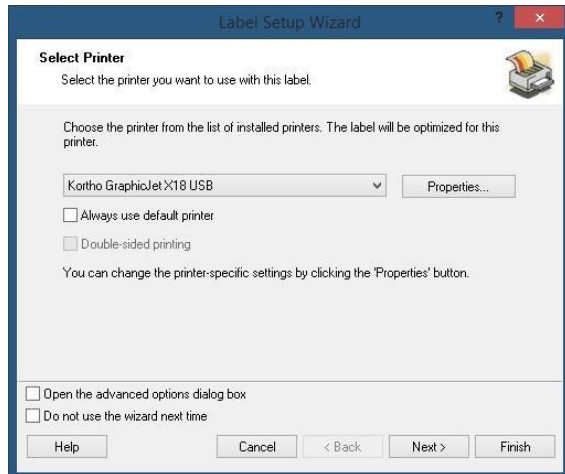 Label Setup Wizard
?
Select Printer
Select the printer you want to use with this label.
Choose the printer from the list of installed printers. The label will be optimized for this
printer.
Kortho GraphicJet X18 USB
Properties...
Always use default printer
Double-sided printing
You can change the printer-specific settings by clicking the 'Properties' button.
Open the advanced options dialog box
Do not use the wizard next time
Help Cancel < Back Next > Finish